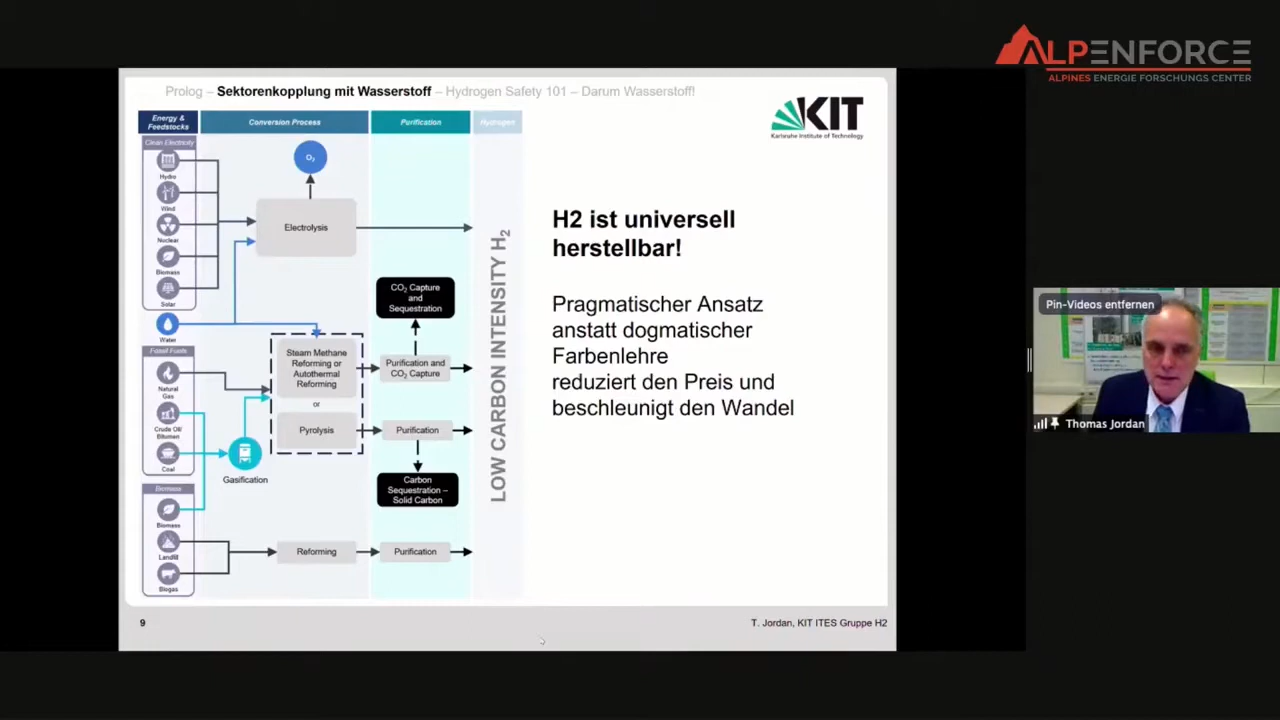 ALPENFORCE
ALPINES ENERGIE FORSCHUNGS CENTER
Prolog – Sektorenkopplung mit Wasserstoff – Hydrogen Safety 101 – Darum Wasserstoff!
KIT
Karlsruhe Institute of Technology
Energy &
Feedstocks
Conversion Process
Purification
Hydrogen
Clean Electricity
Hydro
Wind
Nuclear
Biomass
Solar
Water
Fossil Fuels
Natural
Gas
Crude Oil/
Bitumen
Coal
Biomass
Biomass
Landfill
Biogas
O₂
Electrolysis
CO₂ Capture
and
Sequestration
Steam Methane
Reforming or
Autothermal
Reforming
or
Pyrolysis
Purification and
CO₂ Capture
Purification
Gasification
Carbon
Sequestration –
Solid Carbon
Reforming
Purification
LOW CARBON INTENSITY H₂
H2 ist universell
herstellbar!
Pragmatischer Ansatz
anstatt dogmatischer
Farbenlehre
reduziert den Preis und
beschleunigt den Wandel
9
T. Jordan, KIT ITES Gruppe H2
Pin-Videos entfernen
Thomas Jordan